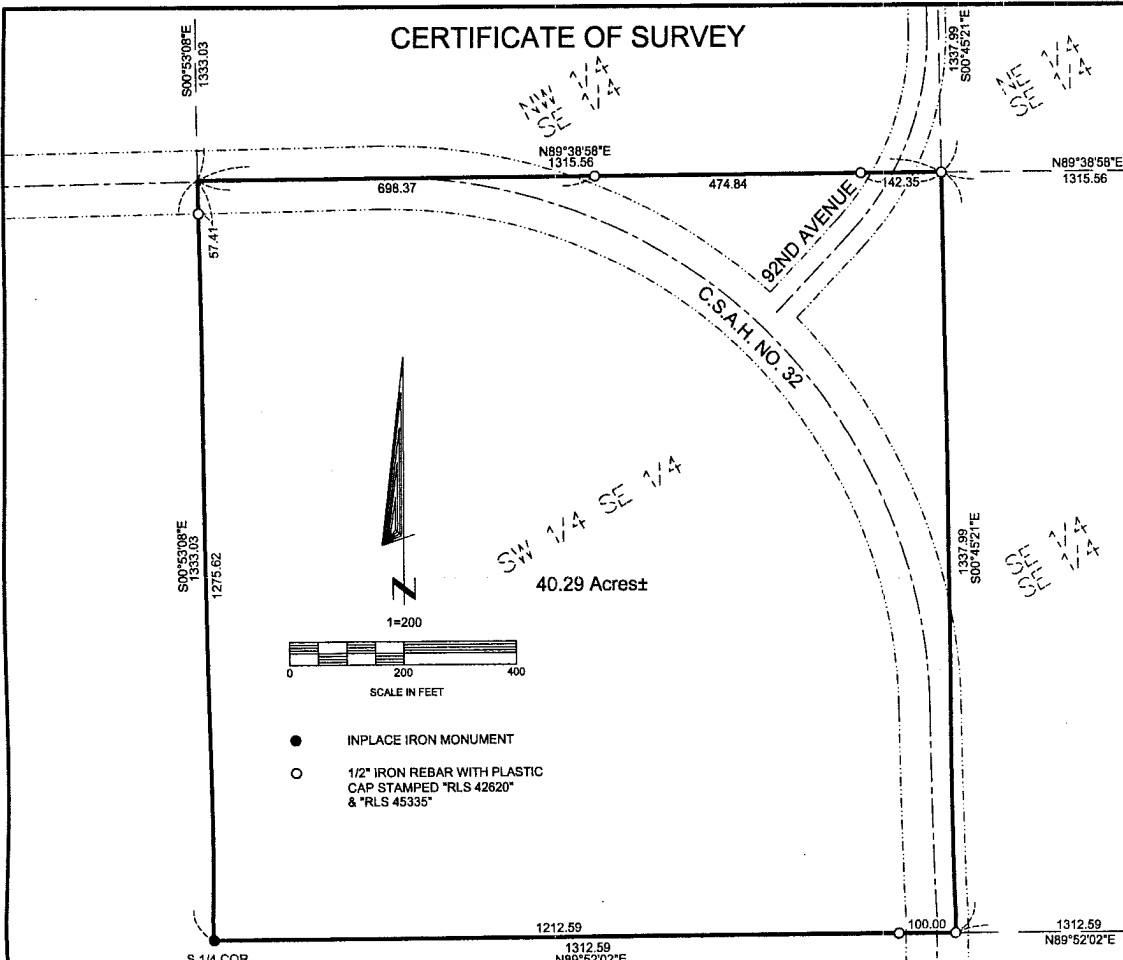 CERTIFICATE OF SURVEY
S00°53'08"E
1333.03
1337.99
S00°45'21"E
NW 1/4
SE 1/4
NE 1/4
SE 1/4
N89°38'58"E
1315.56
N89°38'58"E
1315.56
698.37
474.84
142.35
57.41
92ND AVENUE
C.S.A.H. NO. 32
S00°53'08"E
1333.03
1275.62
SW 1/4 SE 1/4
40.29 Acres±
1337.99
S00°45'21"E
SE 1/4
SE 1/4
N
1=200
0
200
400
SCALE IN FEET
INPLACE IRON MONUMENT
1/2" IRON REBAR WITH PLASTIC
CAP STAMPED "RLS 42620"
& "RLS 45335"
1212.59
100.00
1312.59
N89°52'02"E
1312.59
N89°52'02"E
S 1/4 COR